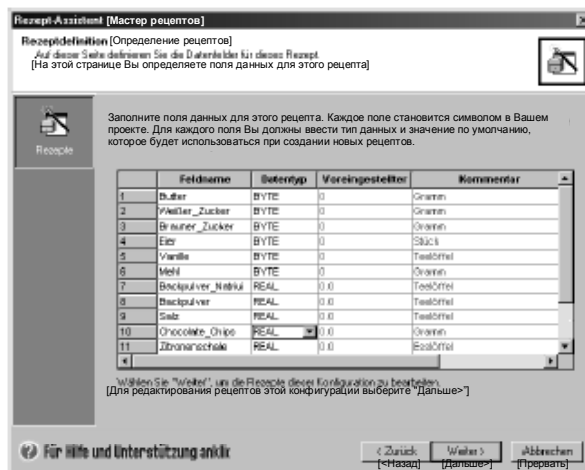 Rezept-Assistent [Мастер рецептов]
Rezeptdefinition [Определение рецептов]
Auf dieser Seite definieren Sie die Datenfelder für dieses Rezept.
[На этой странице Вы определяете поля данных для этого рецепта]
Rezepte
Заполните поля данных для этого рецепта. Каждое поле становится символом в Вашем
проекте. Для каждого поля Вы должны ввести тип данных и значение по умолчанию,
которое будет использоваться при создании новых рецептов.
Feldname Datentyp Voreingestellter Kommentar
1 Butter BYTE 0 Gramm
2 Weißer_Zucker BYTE 0 Gramm
3 Brauner_Zucker BYTE 0 Gramm
4 Eier BYTE 0 Stück
5 Vanille BYTE 0 Teelöffel
6 Mehl BYTE 0 Gramm
7 Backpulver_Natriui REAL 0.0 Teelöffel
8 Backpulver REAL 0.0 Teelöffel
9 Salz REAL 0.0 Teelöffel
10 Chocolate_Chips REAL 0.0 Gramm
11 Zitronenschale REAL 0.0 Esslöffel
Wählen Sie "Weiter", um die Rezepte dieser Konfiguration zu bearbeiten.
[Для редактирования рецептов этой конфигурации выберите "Дальше>"]
Für Hilfe und Unterstützung anklix
< Zurück Weiter > Abbrechen
[<Назад] [Дальше>] [Прервать]